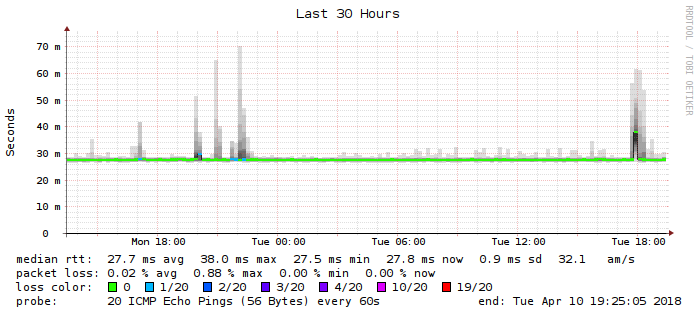 Last 30 Hours
RRDTOOL / TOBI OETIKER
Seconds
70 m
60 m
50 m
40 m
30 m
20 m
10 m
0
Mon 18:00 Tue 00:00 Tue 06:00 Tue 12:00 Tue 18:00
median rtt: 27.7 ms avg 38.0 ms max 27.5 ms min 27.8 ms now 0.9 ms sd 32.1 am/s
packet loss: 0.02 % avg 0.88 % max 0.00 % min 0.00 % now
loss color: 0 1/20 2/20 3/20 4/20 10/20 19/20
probe: 20 ICMP Echo Pings (56 Bytes) every 60s end: Tue Apr 10 19:25:05 2018